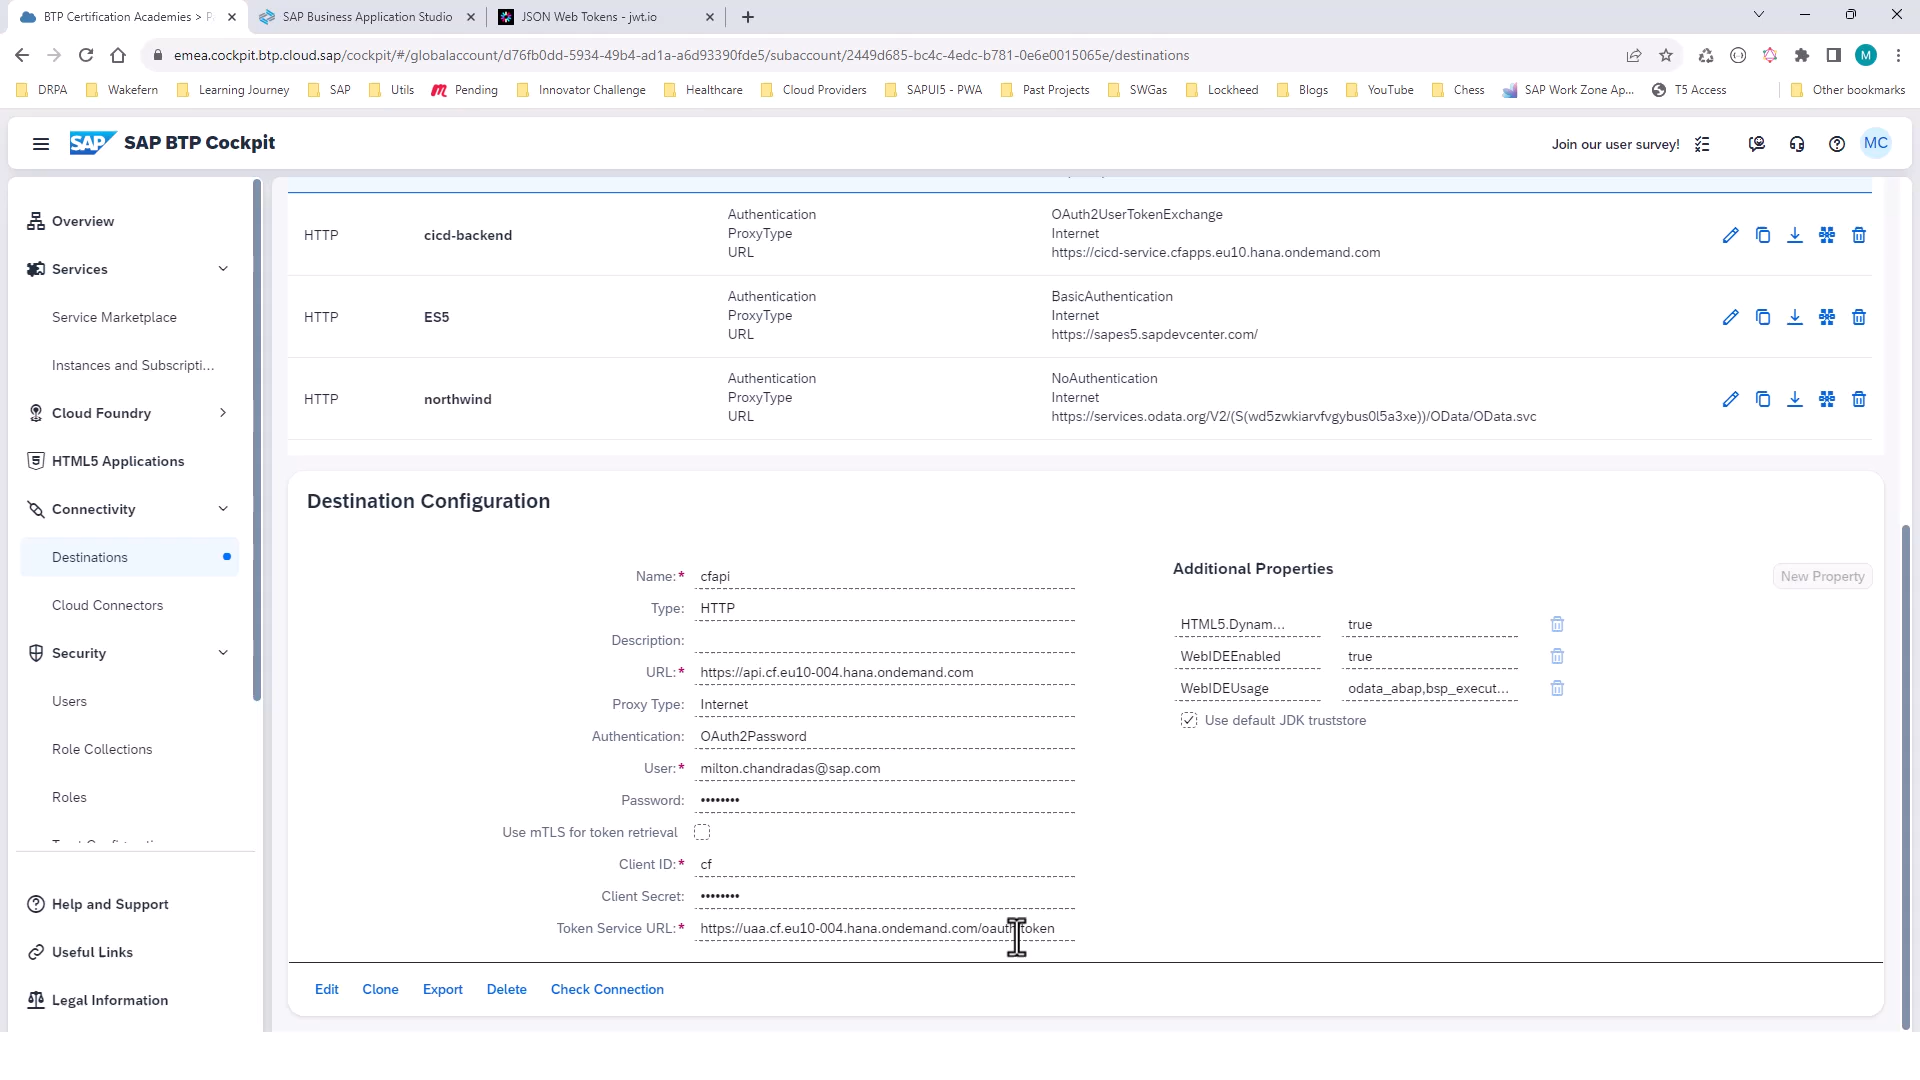 BTP Certification Academies > P
SAP Business Application Studio
JSON Web Tokens - jwt.io
emea.cockpit.btp.cloud.sap/cockpit/#/globalaccount/d76fb0dd-5934-49b4-ad1a-a6d93390fde5/subaccount/2449d685-bc4c-4edc-b781-0e6e0015065e/destinations
M
DRPA Wakefern Learning Journey SAP Utils Pending Innovator Challenge Healthcare Cloud Providers SAPUI5 - PWA Past Projects SWGas Lockheed Blogs YouTube Chess SAP Work Zone Ap... T5 Access Other bookmarks
SAP SAP BTP Cockpit
Join our user survey!
MC
Overview
Services
Service Marketplace
Instances and Subscripti...
Cloud Foundry
HTML5 Applications
Connectivity
Destinations
Cloud Connectors
Security
Users
Role Collections
Roles
Help and Support
Useful Links
Legal Information
HTTP cicd-backend
Authentication OAuth2UserTokenExchange
ProxyType Internet
URL https://cicd-service.cfapps.eu10.hana.ondemand.com
HTTP ES5
Authentication BasicAuthentication
ProxyType Internet
URL https://sapes5.sapdevcenter.com/
HTTP northwind
Authentication NoAuthentication
ProxyType Internet
URL https://services.odata.org/V2/(S(wd5zwkiarvfvgybus0l5a3xe))/OData/OData.svc
Destination Configuration
Name:* cfapi
Type: HTTP
Description:
URL:* https://api.cf.eu10-004.hana.ondemand.com
Proxy Type: Internet
Authentication: OAuth2Password
User:* milton.chandradas@sap.com
Password: ••••••••
Use mTLS for token retrieval
Client ID:* cf
Client Secret: ••••••••
Token Service URL:* https://uaa.cf.eu10-004.hana.ondemand.com/oauth/token
Additional Properties
New Property
HTML5.Dynam... true
WebIDEEnabled true
WebIDEUsage odata_abap,bsp_execut...
Use default JDK truststore
Edit Clone Export Delete Check Connection